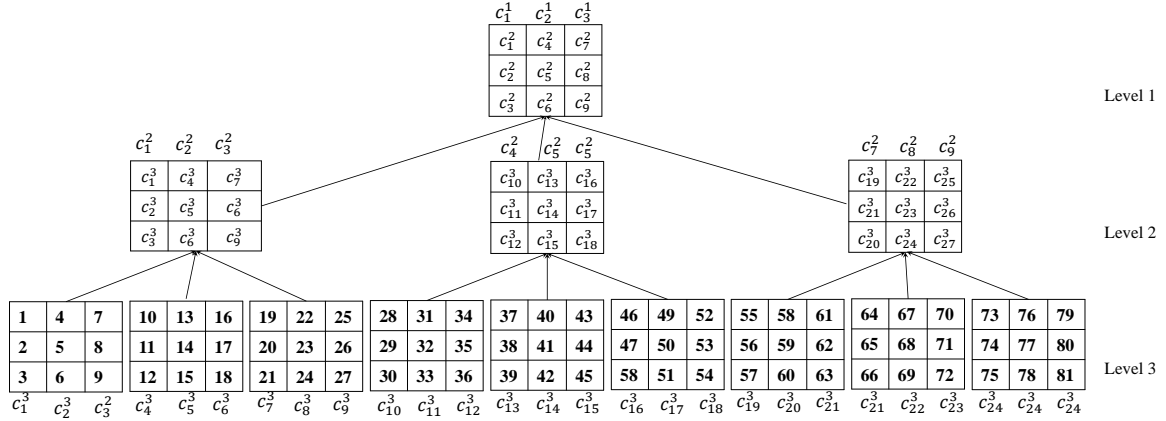 c_1^1 c_2^1 c_3^1
c_1^2 c_4^2 c_7^2
c_2^2 c_5^2 c_8^2
c_3^2 c_6^2 c_9^2
Level 1
c_1^2 c_2^2 c_3^2
c_1^3 c_4^3 c_7^3
c_2^3 c_5^3 c_6^3
c_3^3 c_6^3 c_9^3
c_4^2 c_5^2 c_5^2
c_10^3 c_13^3 c_16^3
c_11^3 c_14^3 c_17^3
c_12^3 c_15^3 c_18^3
c_7^2 c_8^2 c_9^2
c_19^3 c_22^3 c_25^3
c_21^3 c_23^3 c_26^3
c_20^3 c_24^3 c_27^3
Level 2
1 4 7 10 13 16 19 22 25 28 31 34 37 40 43 46 49 52 55 58 61 64 67 70 73 76 79
2 5 8 11 14 17 20 23 26 29 32 35 38 41 44 47 50 53 56 59 62 65 68 71 74 77 80
3 6 9 12 15 18 21 24 27 30 33 36 39 42 45 58 51 54 57 60 63 66 69 72 75 78 81
Level 3
c_1^3 c_2^3 c_2^3 c_4^3 c_5^3 c_6^3 c_7^3 c_8^3 c_9^3 c_10^3 c_11^3 c_12^3 c_13^3 c_14^3 c_15^3 c_16^3 c_17^3 c_18^3 c_19^3 c_20^3 c_21^3 c_21^3 c_22^3 c_23^3 c_24^3 c_24^3 c_24^3